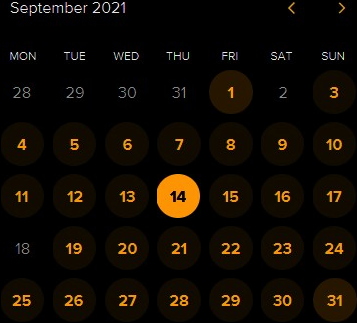 September 2021
MON TUE WED THU FRI SAT SUN
28 29 30 31 1 2 3
4 5 6 7 8 9 10
11 12 13 14 15 16 17
18 19 20 21 22 23 24
25 26 27 28 29 30 31